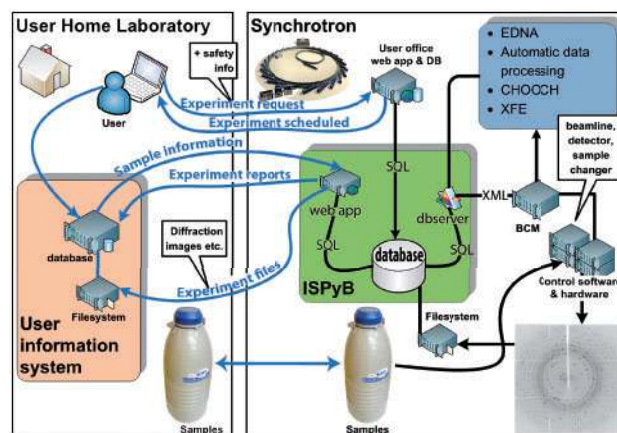 User Home Laboratory
Synchrotron
+ safety
info
User office
web app & DB
• EDNA
• Automatic data
processing
• CHOOCH
• XFE
User
Experiment request
Experiment scheduled
Sample information
Experiment reports
Diffraction
images etc.
Experiment files
database
Filesystem
User
information
system
SQL
web app
SQL
dbserver
SQL
database
ISPyB
XML
BCM
beamline,
detector,
sample
changer
Control software
& hardware
Filesystem
Samples
Samples